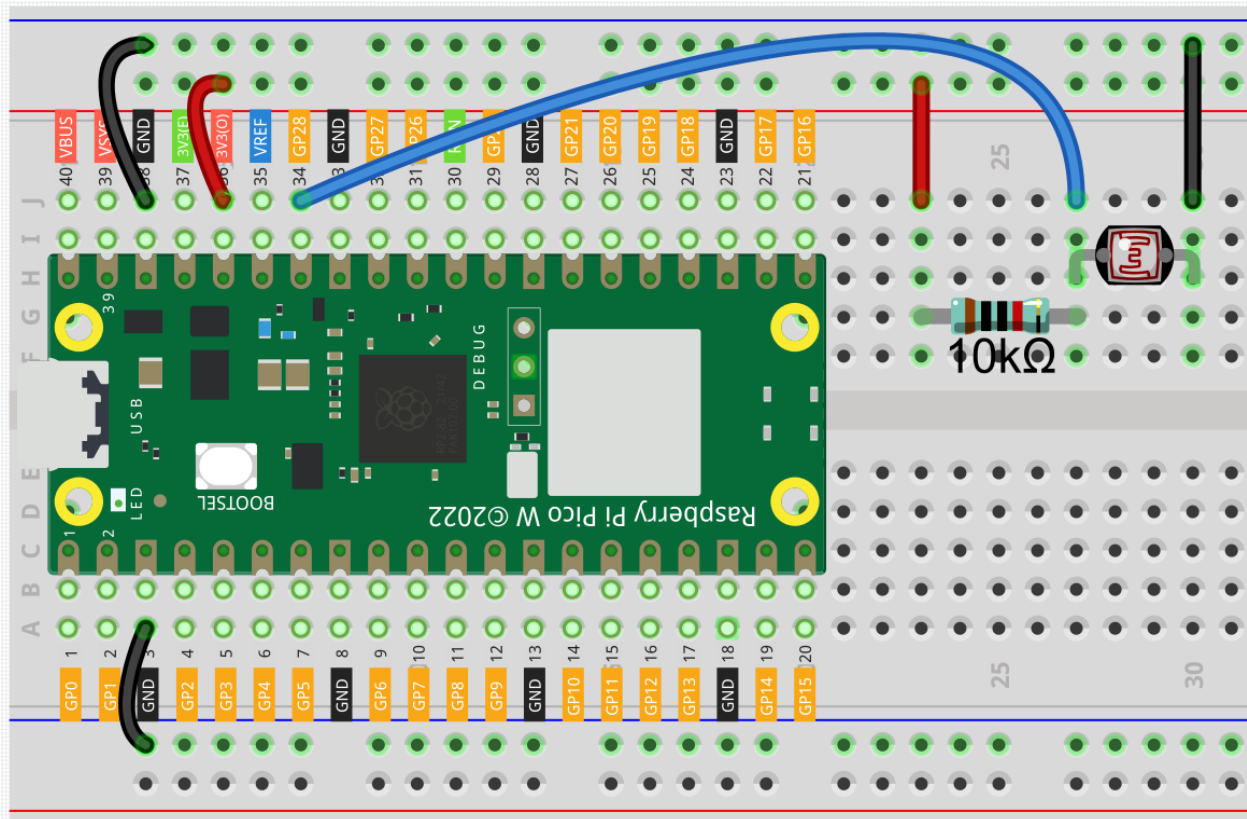 VBUS
GND
3V3(E)
3V3(O)
VREF
GP28
GND
GP27
GP26
GND
GP21
GP20
GP19
GP18
GND
GP17
GP16
40
39
38
37
36
35
34
31
30
29
28
27
26
25
24
23
22
21
25
J
I
H
G
F
E
D
C
B
A
39
DEBUG
USB
LED
BOOTSEL
1
2
Raspberry Pi Pico W ©2022
10kΩ
1
2
3
4
5
6
7
8
9
10
11
12
13
14
15
16
17
18
19
20
25
30
GP0
GP1
GND
GP2
GP3
GP4
GP5
GND
GP6
GP7
GP8
GP9
GND
GP10
GP11
GP12
GP13
GND
GP14
GP15